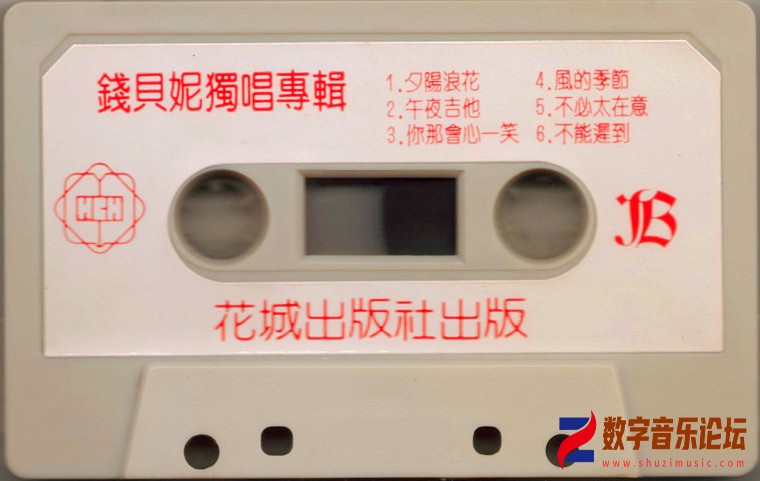 錢貝妮獨唱專輯
1.夕陽浪花
2.午夜吉他
3.你那會心一笑
4.風的季節
5.不必太在意
6.不能遲到
HCH
B
花城出版社出版
数字音乐论坛
www.shuzimusic.com